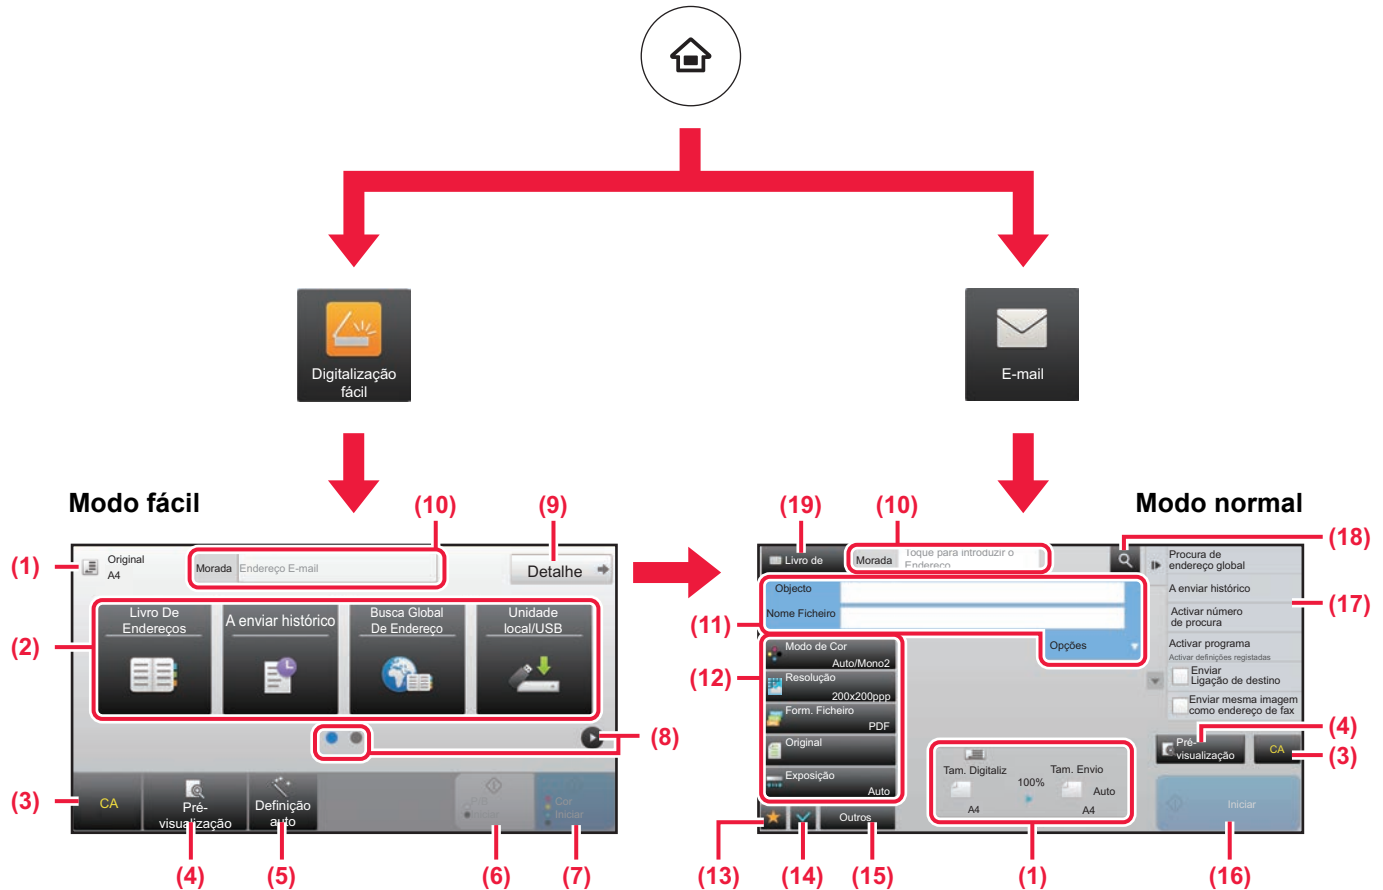 Digitalização
fácil
E-mail
Modo fácil
Modo normal
(10)
(9)
(19)
(10)
(18)
(1)
Original
A4
Morada
Endereço E-mail
Detalhe
Livro De
Endereços
A enviar histórico
Busca Global
De Endereço
Unidade
local/USB
(2)
(8)
(3)
CA
Pré-
visualização
Definição
auto
Cor
Iniciar
(4)
(5)
(6)
(7)
Livro de
Morada
Toque para introduzir o
Endereço
Objecto
Nome Ficheiro
(11)
Opções
(12)
Modo de Cor
Auto/Mono2
Resolução
200x200ppp
Form. Ficheiro
PDF
Original
Exposição
Auto
Outros
Tam. Digitaliz
A4
100%
Tam. Envio
Auto
A4
Procura de
endereço global
A enviar histórico
Activar número
de procura
Activar programa
Activar definições registadas
Enviar
Ligação de destino
Enviar mesma imagem
como endereço de fax
(17)
Pré-
visualização
CA
(4)
(3)
Iniciar
(13)
(14)
(15)
(1)
(16)